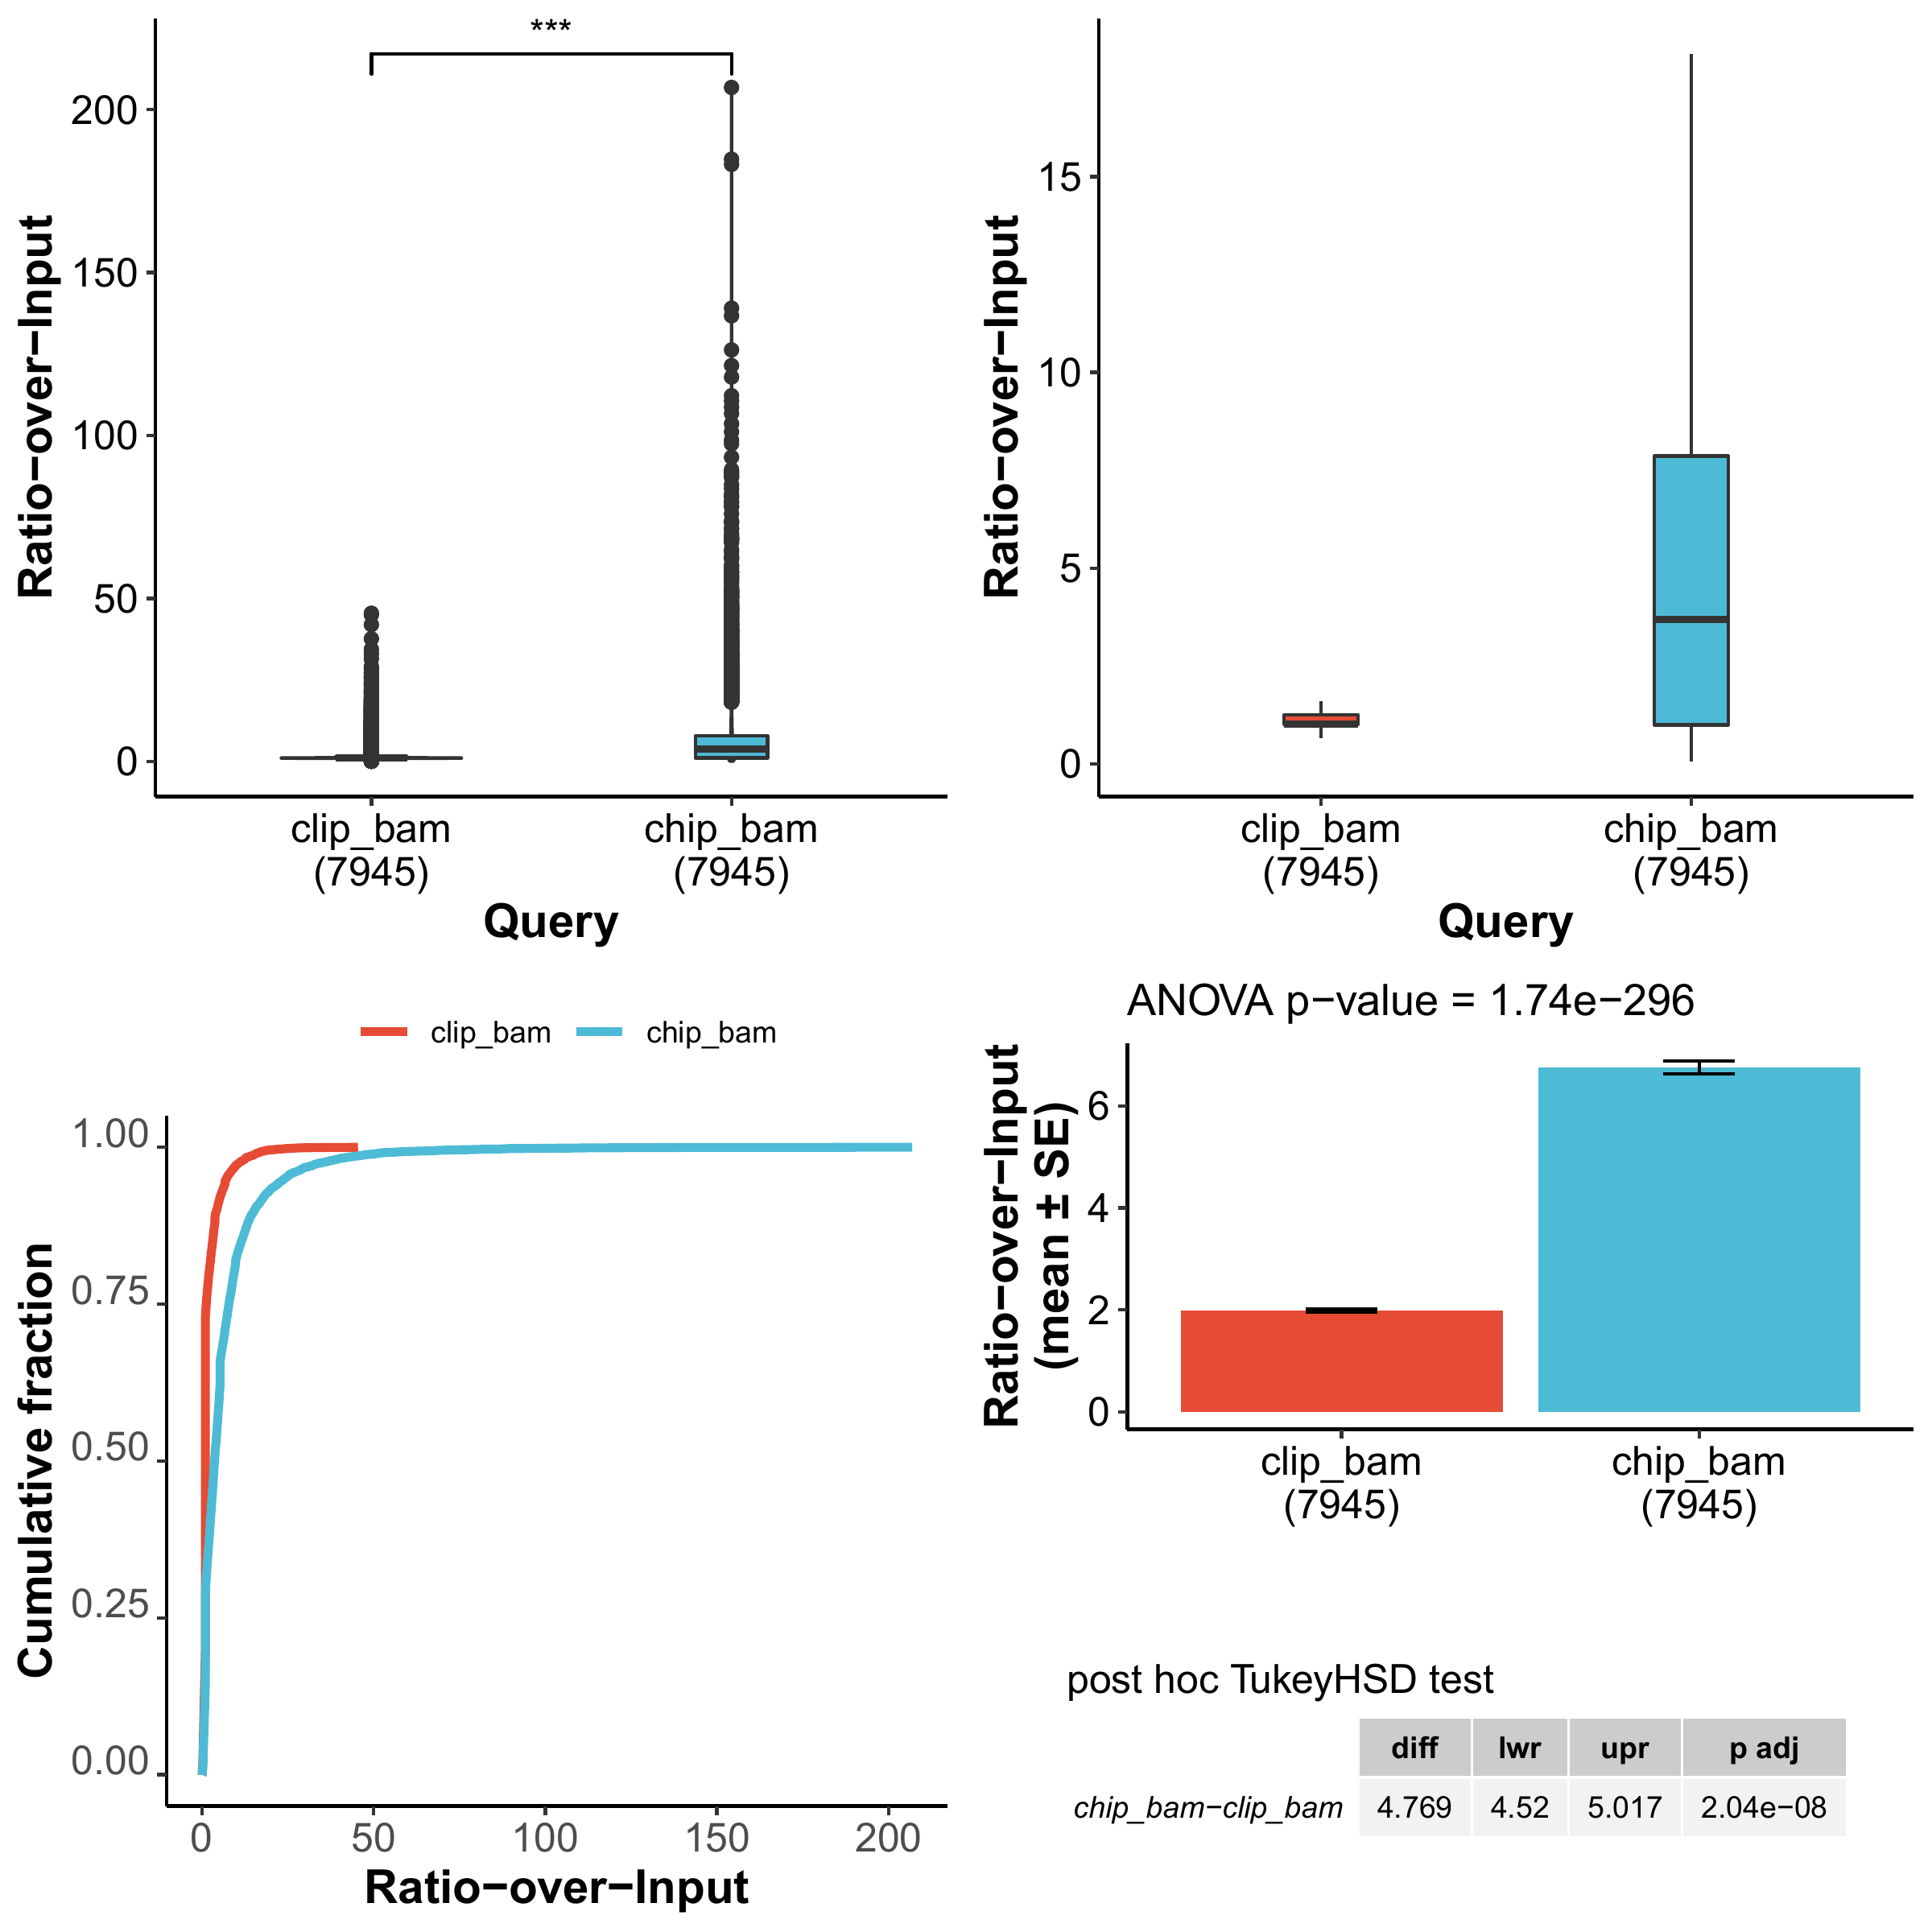 ***
Ratio−over−Input
200
150
100
50
0
clip_bam
(7945)
chip_bam
(7945)
Query
Ratio−over−Input
15
10
5
0
clip_bam
(7945)
chip_bam
(7945)
Query
clip_bam
chip_bam
Cumulative fraction
1.00
0.75
0.50
0.25
0.00
0
50
100
150
200
Ratio−over−Input
ANOVA p−value = 1.74e−296
Ratio−over−Input
(mean ± SE)
6
4
2
0
clip_bam
(7945)
chip_bam
(7945)
post hoc TukeyHSD test
diff lwr upr p adj
chip_bam−clip_bam 4.769 4.52 5.017 2.04e−08